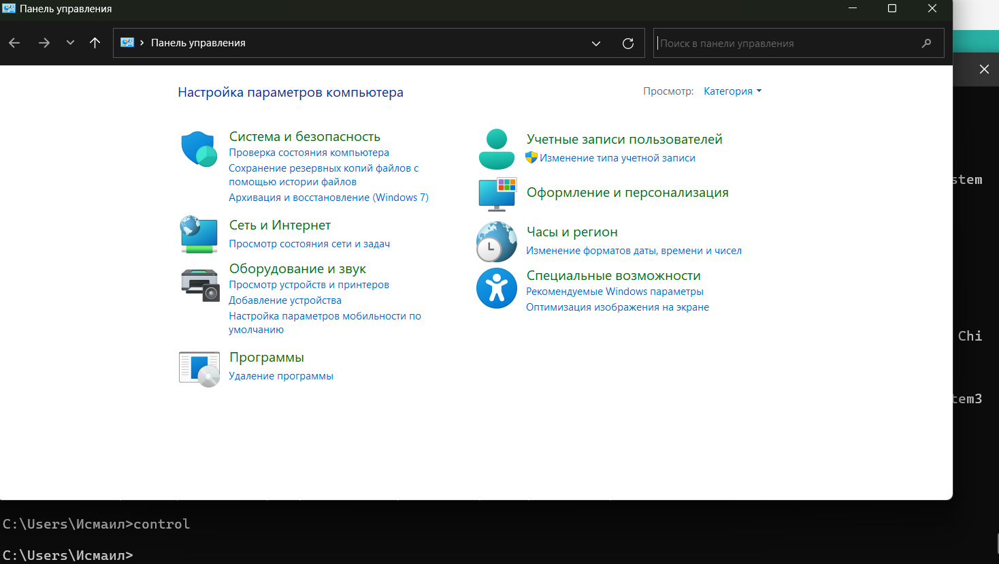 Панель управления
Панель управления
Поиск в панели управления
Настройка параметров компьютера
Просмотр: Категория
Система и безопасность
Проверка состояния компьютера
Сохранение резервных копий файлов с
помощью истории файлов
Архивация и восстановление (Windows 7)
Сеть и Интернет
Просмотр состояния сети и задач
Оборудование и звук
Просмотр устройств и принтеров
Добавление устройства
Настройка параметров мобильности по
умолчанию
Программы
Удаление программы
Учетные записи пользователей
Изменение типа учетной записи
Оформление и персонализация
Часы и регион
Изменение форматов даты, времени и чисел
Специальные возможности
Рекомендуемые Windows параметры
Оптимизация изображения на экране
stem
Chi
tem3
C:\Users\Исмаил>control
C:\Users\Исмаил>